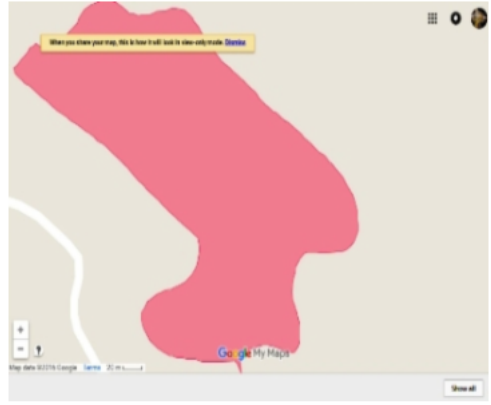 When you share your map, this is how it will look in view-only mode. Dismiss
+
−
Google My Maps
Map data ©2016 Google Terms 20 m
Show all